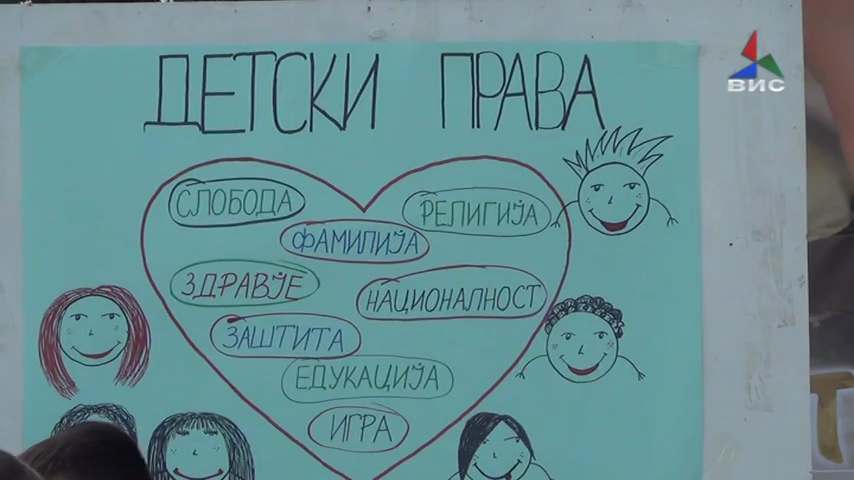 ДЕТСКИ ПРАВА
ВИС
СЛОБОДА
РЕЛИГИЈА
ФАМИЛИЈА
ЗДРАВЈЕ
НАЦИОНАЛНОСТ
ЗАШТИТА
ЕДУКАЦИЈА
ИГРА